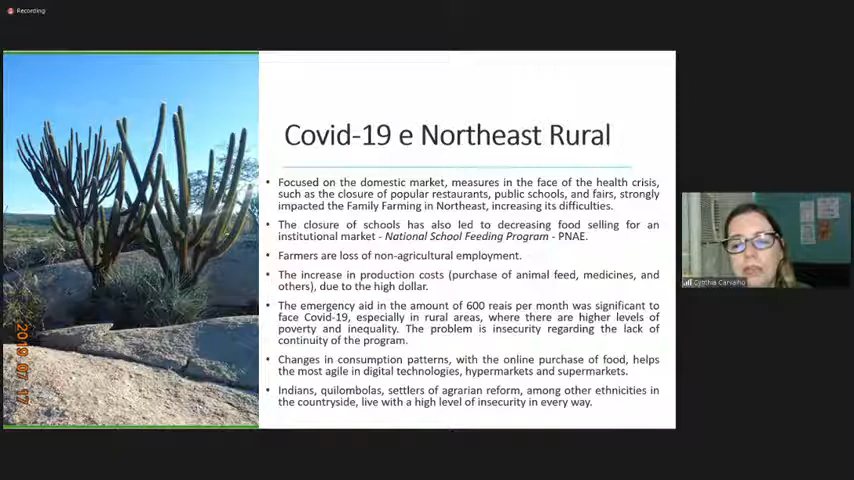 Recording
Covid-19 e Northeast Rural
• Focused on the domestic market, measures in the face of the health crisis,
such as the closure of popular restaurants, public schools, and fairs, strongly
impacted the Family Farming in Northeast, increasing its difficulties.
• The closure of schools has also led to decreasing food selling for an
institutional market - National School Feeding Program - PNAE.
• Farmers are loss of non-agricultural employment.
• The increase in production costs (purchase of animal feed, medicines, and
others), due to the high dollar.
• The emergency aid in the amount of 600 reais per month was significant to
face Covid-19, especially in rural areas, where there are higher levels of
poverty and inequality. The problem is insecurity regarding the lack of
continuity of the program.
• Changes in consumption patterns, with the online purchase of food, helps
the most agile in digital technologies, hypermarkets and supermarkets.
• Indians, quilombolas, settlers of agrarian reform, among other ethnicities in
the countryside, live with a high level of insecurity in every way.
2019 07 17
Cynthia Carvalho